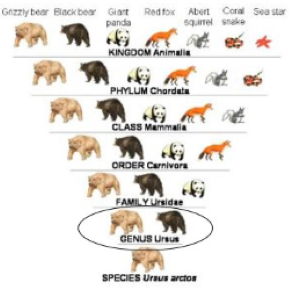 Grizzly bear Black bear Giant panda Red fox Abert squirrel Coral snake Sea star
KINGDOM Animalia
PHYLUM Chordata
CLASS Mammalia
ORDER Carnivora
FAMILY Ursidae
GENUS Ursus
SPECIES Ursus arctos